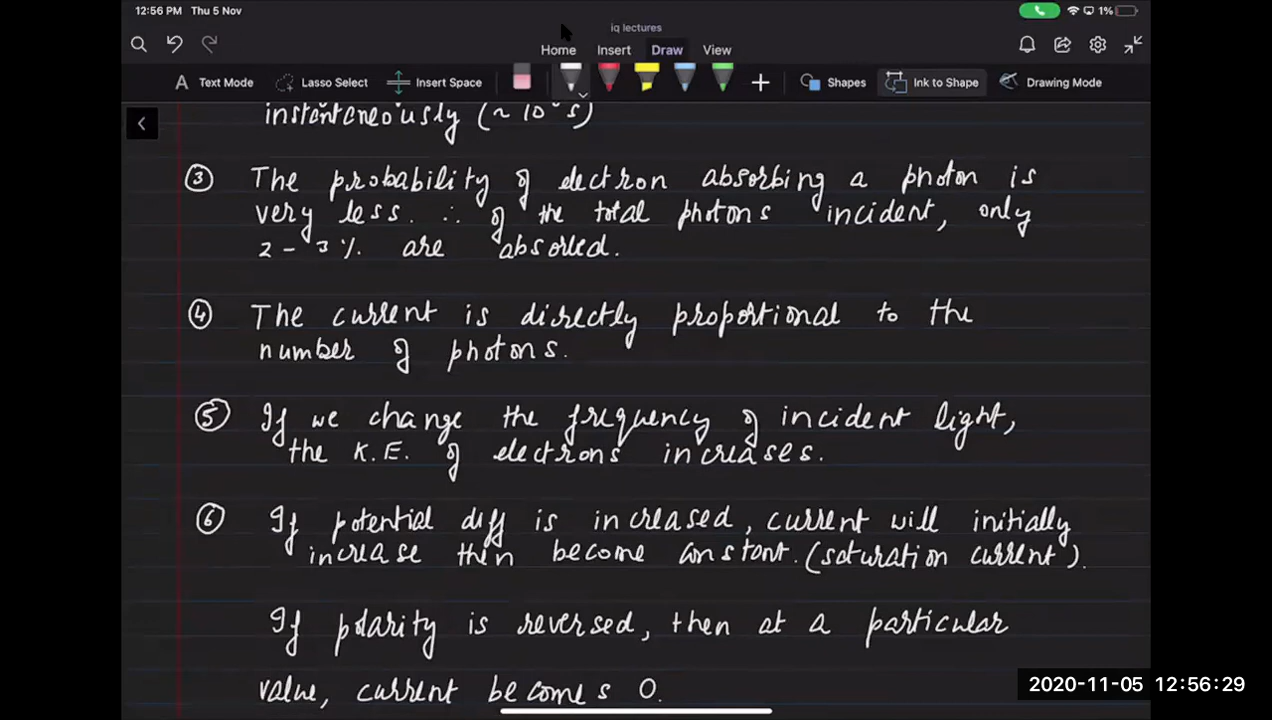 12:56 PM Thu 5 Nov
1%
iq lectures
Home Insert Draw View
Text Mode Lasso Select Insert Space Shapes Ink to Shape Drawing Mode
instantaneously (~ 10 s)
③ The probability of electron absorbing a photon is
very less. ∴ of the total photons incident, only
2 - 3 % are absorbed.
④ The current is directly proportional to the
number of photons.
⑤ If we change the frequency of incident light,
the K.E. of electrons increases.
⑥ If potential diff is increased, current will initially
increase then become constant. (saturation current).
If polarity is reversed, then at a particular
value, current becomes 0.
2020-11-05 12:56:29